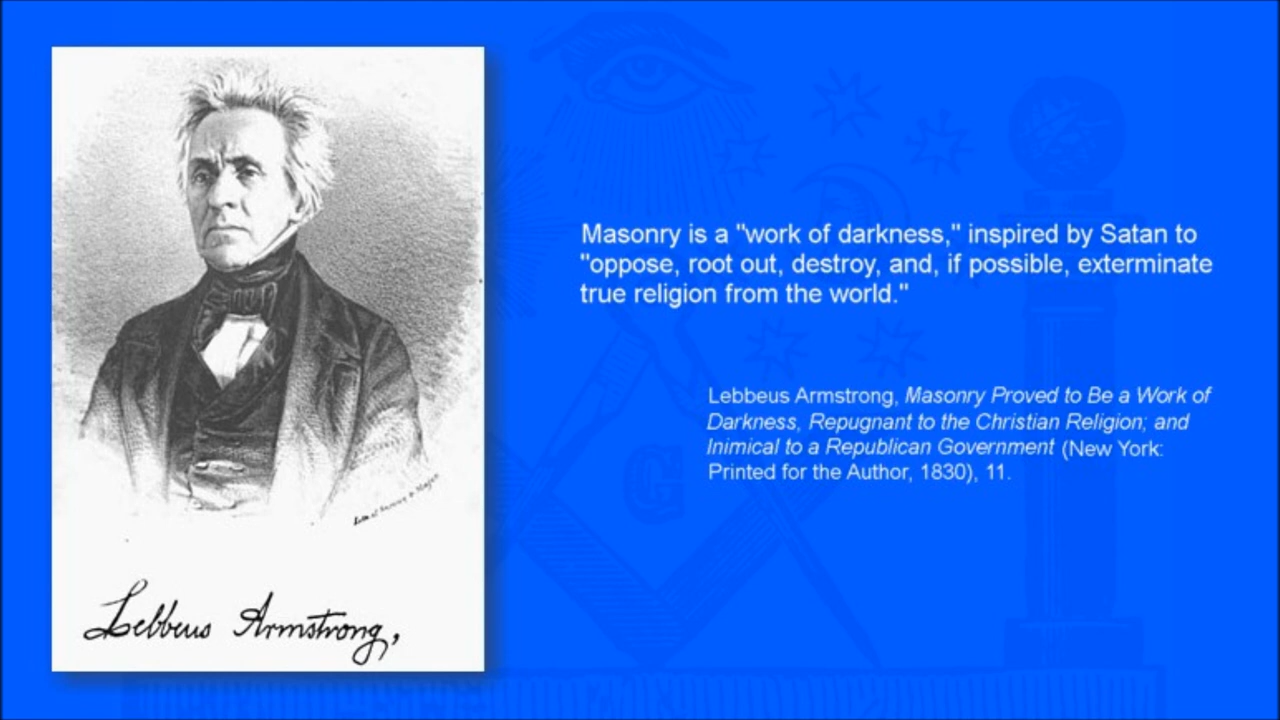 Masonry is a "work of darkness," inspired by Satan to
"oppose, root out, destroy, and, if possible, exterminate
true religion from the world."
Lebbeus Armstrong, Masonry Proved to Be a Work of
Darkness, Repugnant to the Christian Religion; and
Inimical to a Republican Government (New York:
Printed for the Author, 1830), 11.
G
Lebbeus Armstrong,